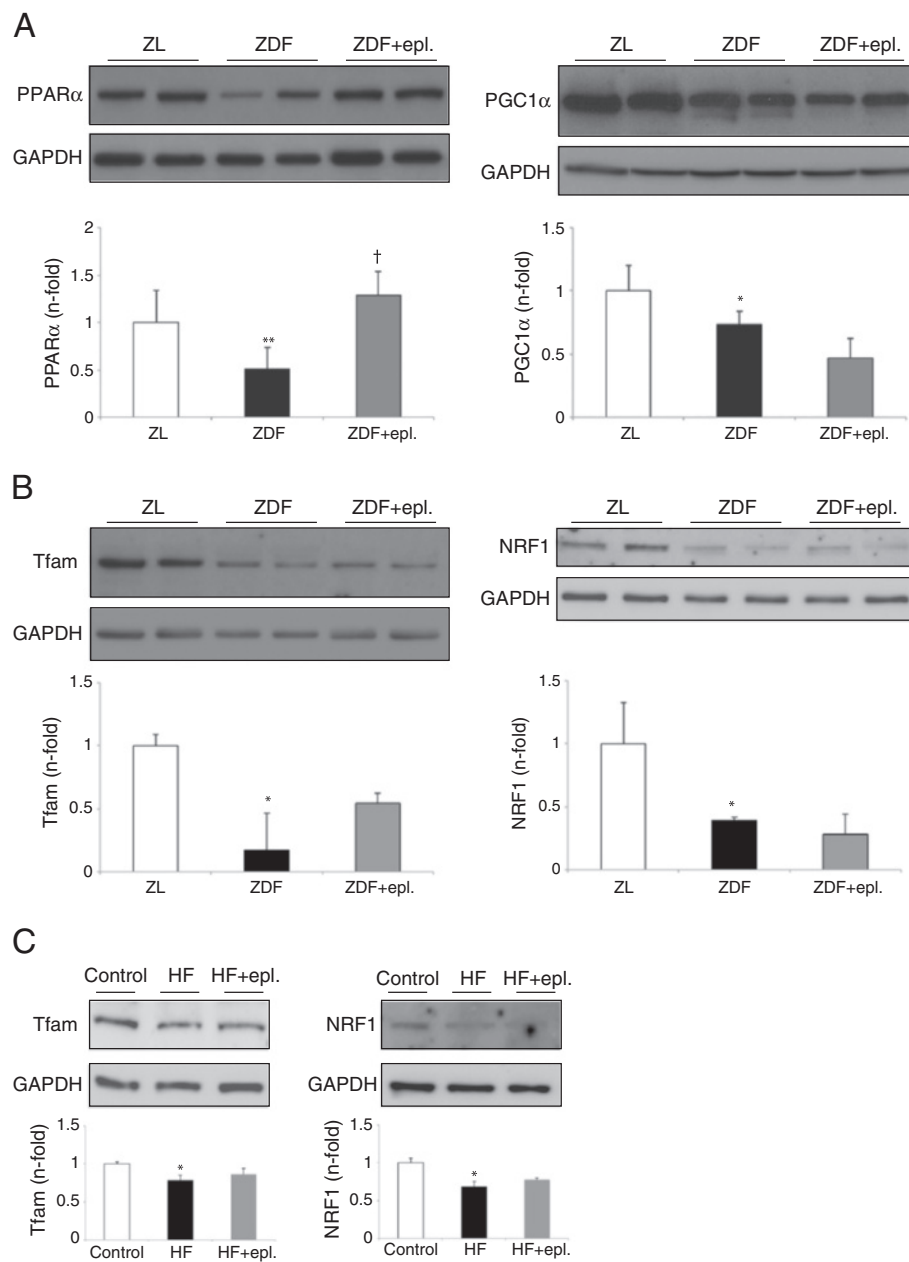 A
ZL ZDF ZDF+epl.
PPARα
GAPDH
2
1.5
1
0.5
0
PPARα (n-fold)
**
†
ZL ZDF ZDF+epl.
ZL ZDF ZDF+epl.
PGC1α
GAPDH
1.5
1
0.5
0
PGC1α (n-fold)
*
ZL ZDF ZDF+epl.
B
ZL ZDF ZDF+epl.
Tfam
GAPDH
1.5
1
0.5
0
Tfam (n-fold)
*
ZL ZDF ZDF+epl.
ZL ZDF ZDF+epl.
NRF1
GAPDH
1.5
1
0.5
0
NRF1 (n-fold)
*
ZL ZDF ZDF+epl.
C
Control HF HF+epl.
Tfam
GAPDH
1.5
1
0.5
0
Tfam (n-fold)
*
Control HF HF+epl.
Control HF HF+epl.
NRF1
GAPDH
1.5
1
0.5
0
NRF1 (n-fold)
*
Control HF HF+epl.